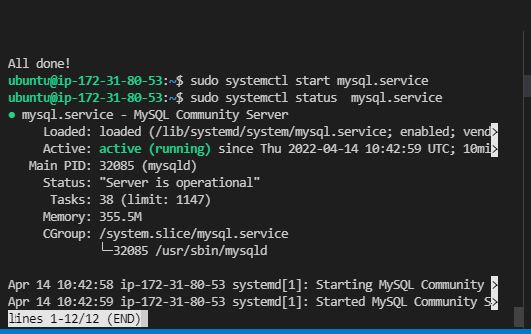 All done!
ubuntu@ip-172-31-80-53:~$ sudo systemctl start mysql.service
ubuntu@ip-172-31-80-53:~$ sudo systemctl status  mysql.service
● mysql.service - MySQL Community Server
     Loaded: loaded (/lib/systemd/system/mysql.service; enabled; vend>
     Active: active (running) since Thu 2022-04-14 10:42:59 UTC; 10mi>
   Main PID: 32085 (mysqld)
     Status: "Server is operational"
      Tasks: 38 (limit: 1147)
     Memory: 355.5M
     CGroup: /system.slice/mysql.service
             └─32085 /usr/sbin/mysqld
Apr 14 10:42:58 ip-172-31-80-53 systemd[1]: Starting MySQL Community >
Apr 14 10:42:59 ip-172-31-80-53 systemd[1]: Started MySQL Community S>
lines 1-12/12 (END)